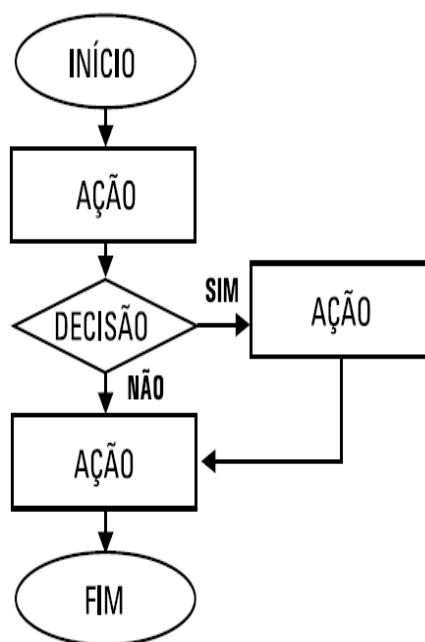 INÍCIO
AÇÃO
DECISÃO
SIM
AÇÃO
NÃO
AÇÃO
FIM